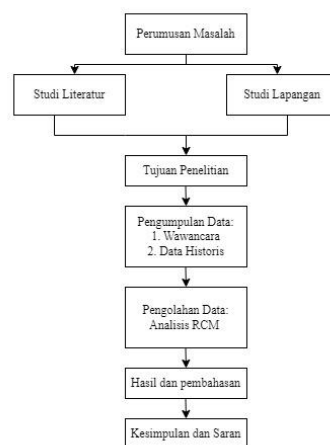 Perumusan Masalah
Studi Literatur
Studi Lapangan
Tujuan Penelitian
Pengumpulan Data:
1. Wawancara
2. Data Historis
Pengolahan Data:
Analisis RCM
Hasil dan pembahasan
Kesimpulan dan Saran